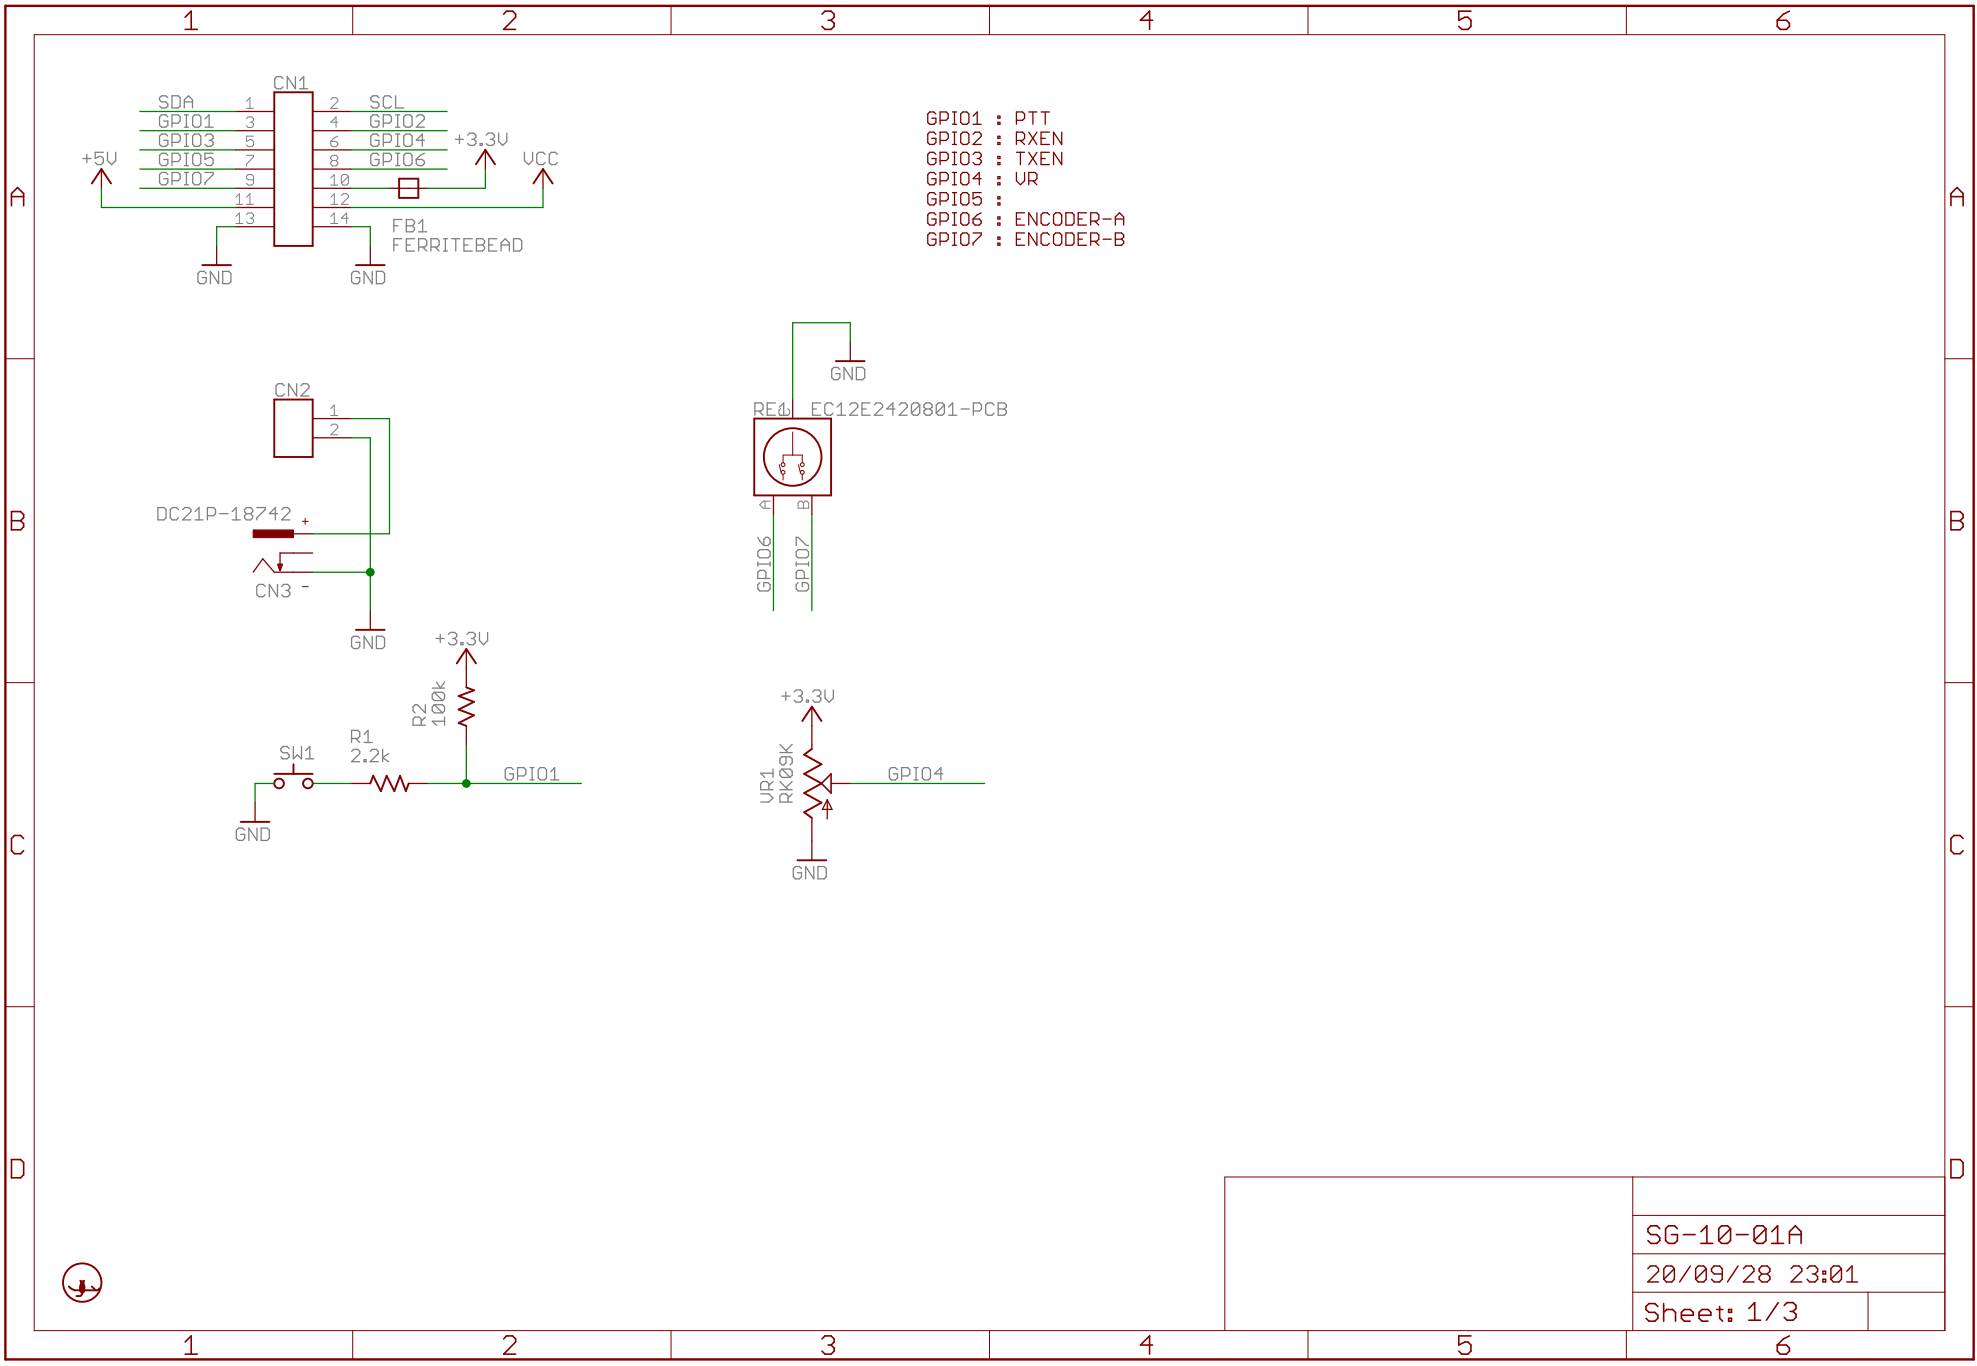 1 2 3 4 5 6
CN1
SDA 1 2 SCL
GPIO1 3 4 GPIO2
GPIO3 5 6 GPIO4 +3.3V
+5V GPIO5 7 8 GPIO6 VCC
GPIO7 9 10
11 12
13 14 FB1
FERRITEBEAD
GND GND
GPIO1 : PTT
GPIO2 : RXEN
GPIO3 : TXEN
GPIO4 : VR
GPIO5 :
GPIO6 : ENCODER-A
GPIO7 : ENCODER-B
A A
GND
CN2
1
2
RE1 EC12E2420801-PCB
A B
GPIO6 GPIO7
DC21P-18742 +
CN3 -
GND
B B
+3.3V
R2
100k
R1
2.2k
SW1
GPIO1
GND
+3.3V
VR1
RK09K
GPIO4
GND
C C
D D
SG-10-01A
20/09/28 23:01
Sheet: 1/3
1 2 3 4 5 6